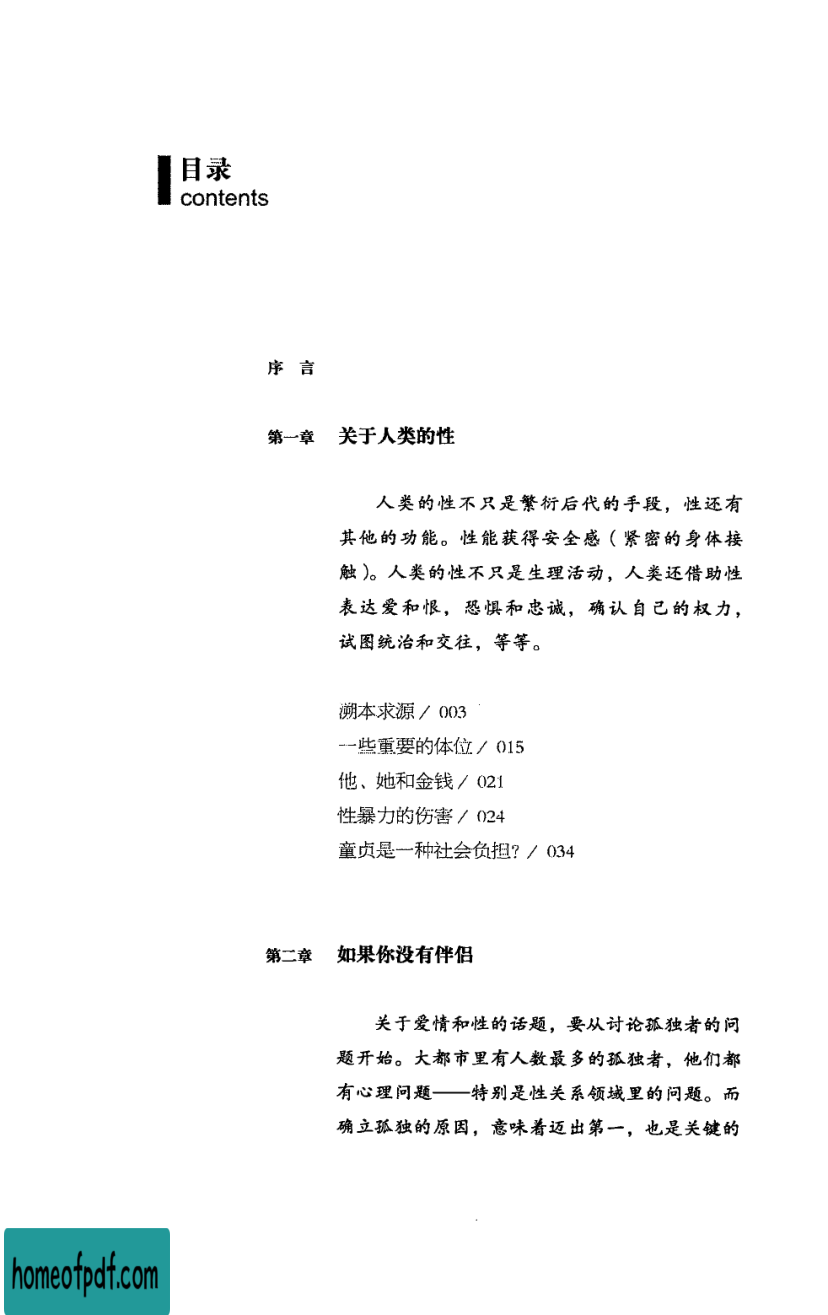 目录
contents
序 言
第一章 关于人类的性
人类的性不只是繁衍后代的手段，性还有
其他的功能。性能获得安全感（紧密的身体接
触）。人类的性不只是生理活动，人类还借助性
表达爱和恨，恐惧和忠诚，确认自己的权力，
试图统治和交往，等等。
溯本求源 / 003
一些重要的体位 / 015
他、她和金钱 / 021
性暴力的伤害 / 024
童贞是一种社会负担? / 034
第二章 如果你没有伴侣
关于爱情和性的话题，要从讨论孤独者的问
题开始。大都市里有人数最多的孤独者，他们都
有心理问题——特别是性关系领域里的问题。而
确立孤独的原因，意味着迈出第一，也是关键的
homeofpdf.com